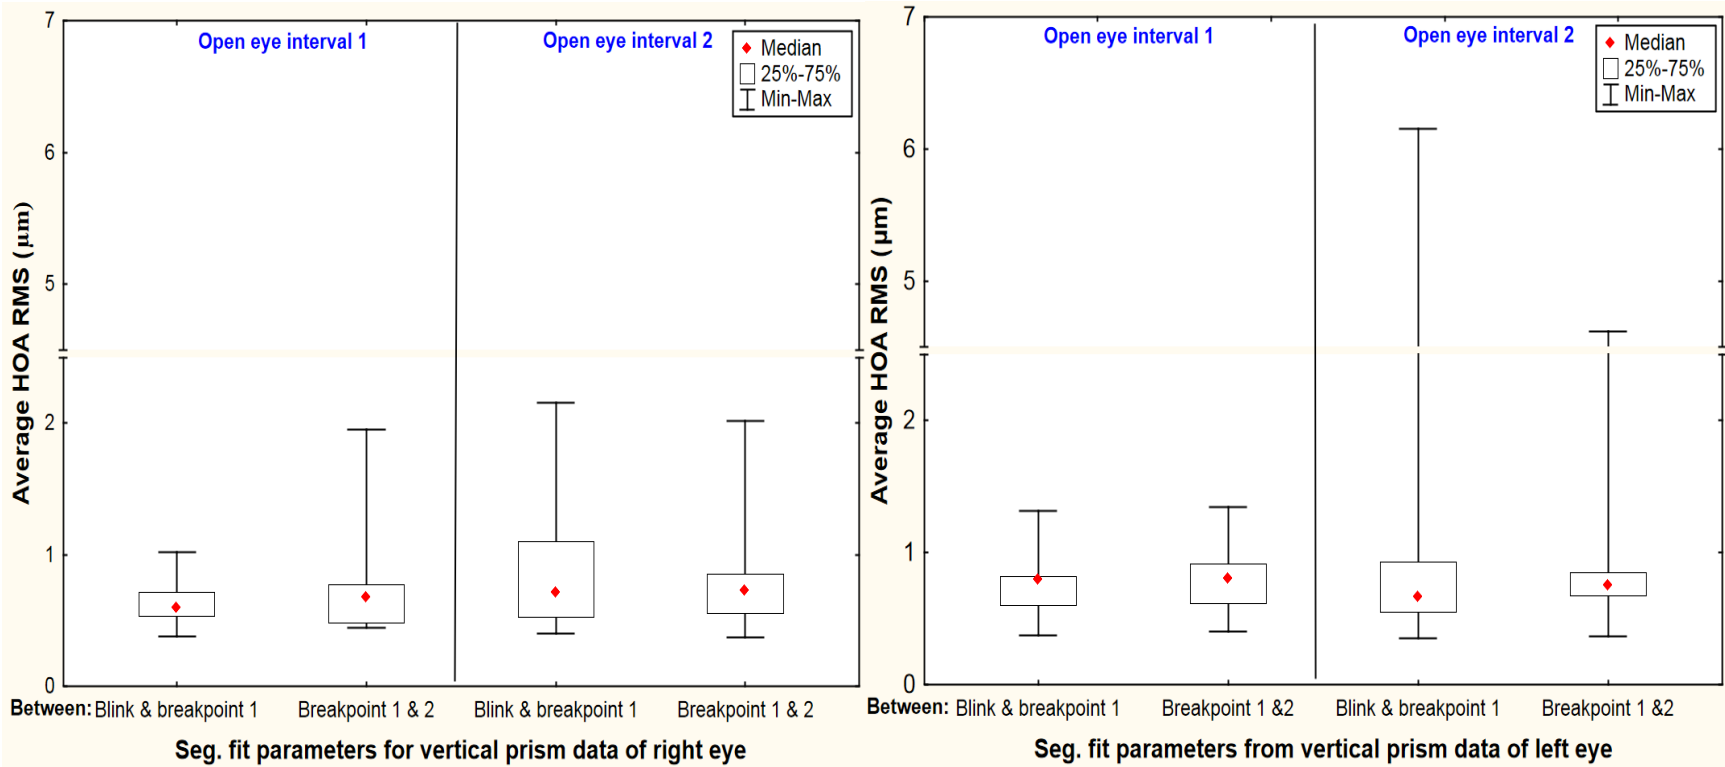 Open eye interval 1
Open eye interval 2
Median
25%-75%
Min-Max
7
6
5
2
1
0
Average HOA RMS (μm)
Between: Blink & breakpoint 1 Breakpoint 1 & 2 Blink & breakpoint 1 Breakpoint 1 & 2
Seg. fit parameters for vertical prism data of right eye
Open eye interval 1
Open eye interval 2
Median
25%-75%
Min-Max
7
6
5
2
1
0
Average HOA RMS (μm)
Between: Blink & breakpoint 1 Breakpoint 1 &2 Blink & breakpoint 1 Breakpoint 1 &2
Seg. fit parameters from vertical prism data of left eye